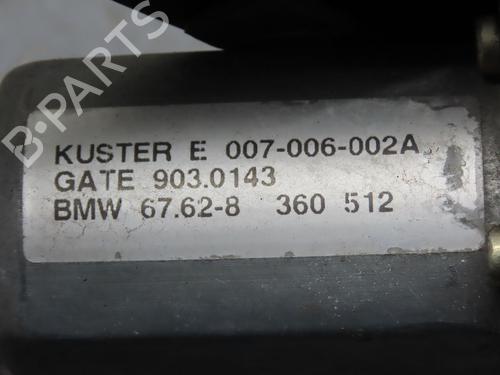 B-PARTS
KUSTER E 007-006-002A
GATE 903.0143
BMW 67.62-8 360 512